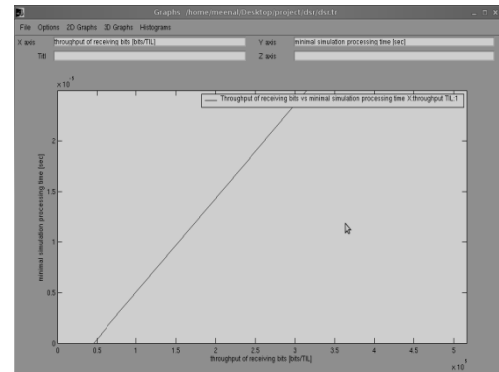 Graphs: /home/meenal/Desktop/project/dsr/dsr.tr
File Options 2D Graphs 3D Graphs Histograms
X axis throughput of receiving bits [bits/TIL] Y axis minimal simulation processing time [sec]
Titl Z axis
Throughput of receiving bits vs minimal simulation processing time X:throughput TIL:1
2
1.5
1
0.5
0
minimal simulation processing time [sec]
0 0.5 1 1.5 2 2.5 3 3.5 4 4.5 5
throughput of receiving bits [bits/TIL]